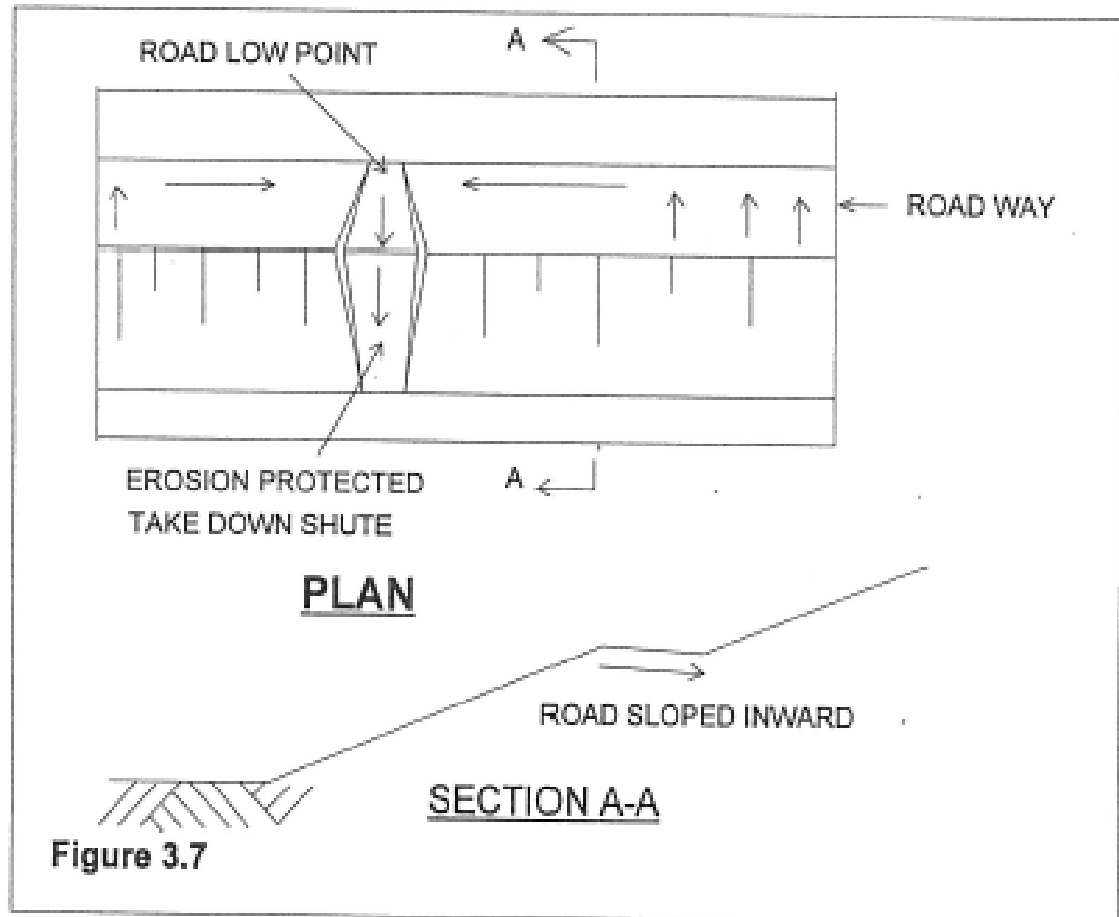 ROAD LOW POINT
A
ROAD WAY
A
EROSION PROTECTED
TAKE DOWN SHUTE
PLAN
ROAD SLOPED INWARD
SECTION A-A
Figure 3.7